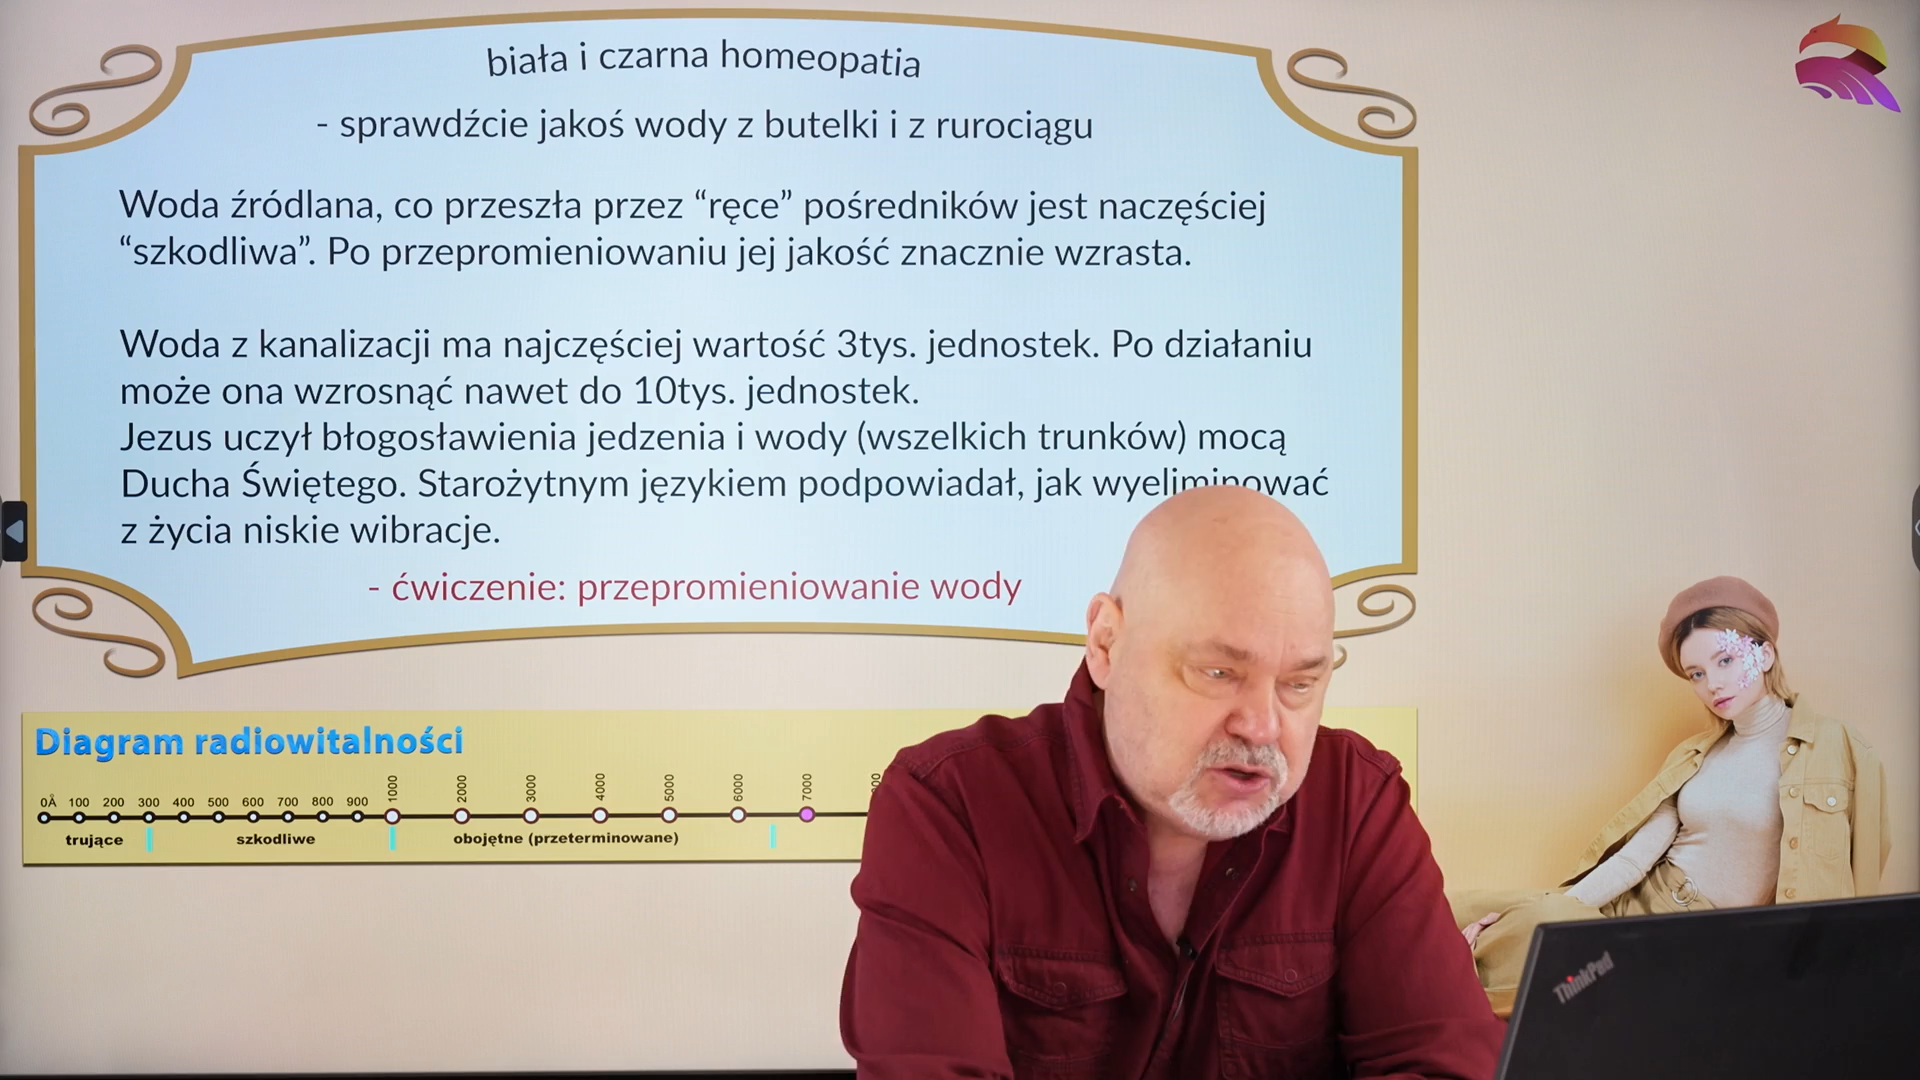 biała i czarna homeopatia
- sprawdźcie jakoś wody z butelki i z rurociągu
Woda źródlana, co przeszła przez “ręce” pośredników jest naczęściej
“szkodliwa”. Po przepromieniowaniu jej jakość znacznie wzrasta.
Woda z kanalizacji ma najczęściej wartość 3tys. jednostek. Po działaniu
może ona wzrosnąć nawet do 10tys. jednostek.
Jezus uczył błogosławienia jedzenia i wody (wszelkich trunków) mocą
Ducha Świętego. Starożytnym językiem podpowiadał, jak wyeliminować
z życia niskie wibracje.
- ćwiczenie: przepromieniowanie wody
Diagram radiowitalności
0Å 100 200 300 400 500 600 700 800 900 1000 2000 3000 4000 5000 6000 7000
trujące szkodliwe obojętne (przeterminowane)
ThinkPad